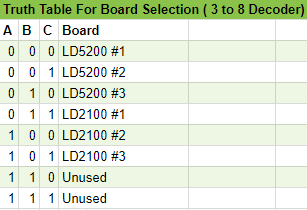 Truth Table For Board Selection ( 3 to 8 Decoder)
A B C Board
0 0 0 LD5200 #1
0 0 1 LD5200 #2
0 1 0 LD5200 #3
0 1 1 LD2100 #1
1 0 0 LD2100 #2
1 0 1 LD2100 #3
1 1 0 Unused
1 1 1 Unused